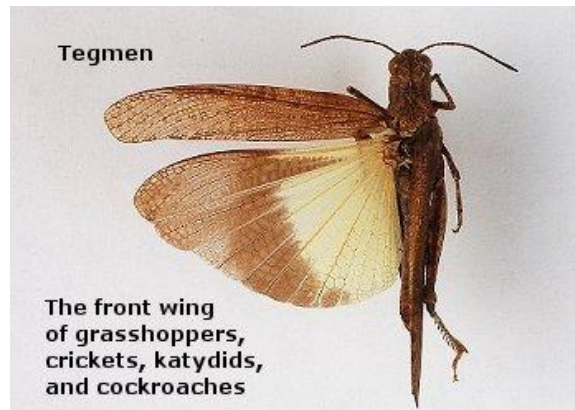 Tegmen
The front wing
of grasshoppers,
crickets, katydids,
and cockroaches